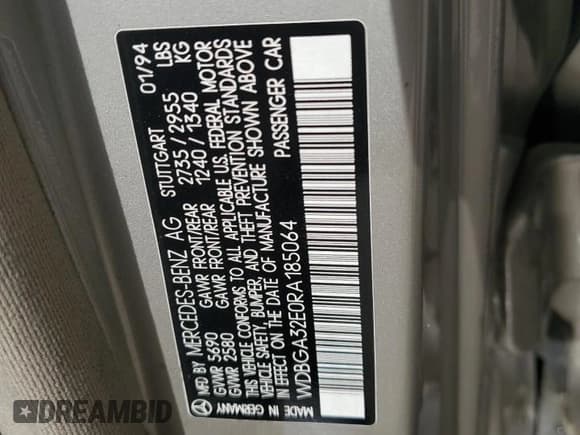 MFD BY MERCEDES-BENZ AG STUTTGART 01/94
GVWR 5690 GAWR FRONT/REAR 2735 / 2955 LBS
GVWR 2580 GAWR FRONT/REAR 1240 / 1340 KG
THIS VEHICLE CONFORMS TO ALL APPLICABLE U.S. FEDERAL MOTOR
VEHICLE SAFETY, BUMPER, AND THEFT PREVENTION STANDARDS
IN EFFECT ON THE DATE OF MANUFACTURE SHOWN ABOVE
WDBGA32E0RA185064 PASSENGER CAR
MADE IN GERMANY
DREAMBID